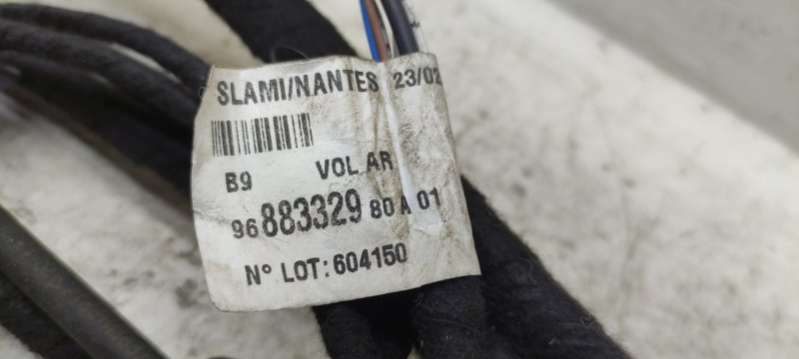 SLAMI/NANTES 23/02
B9 VOL AR
96 883329 80 A 01
N° LOT: 604150